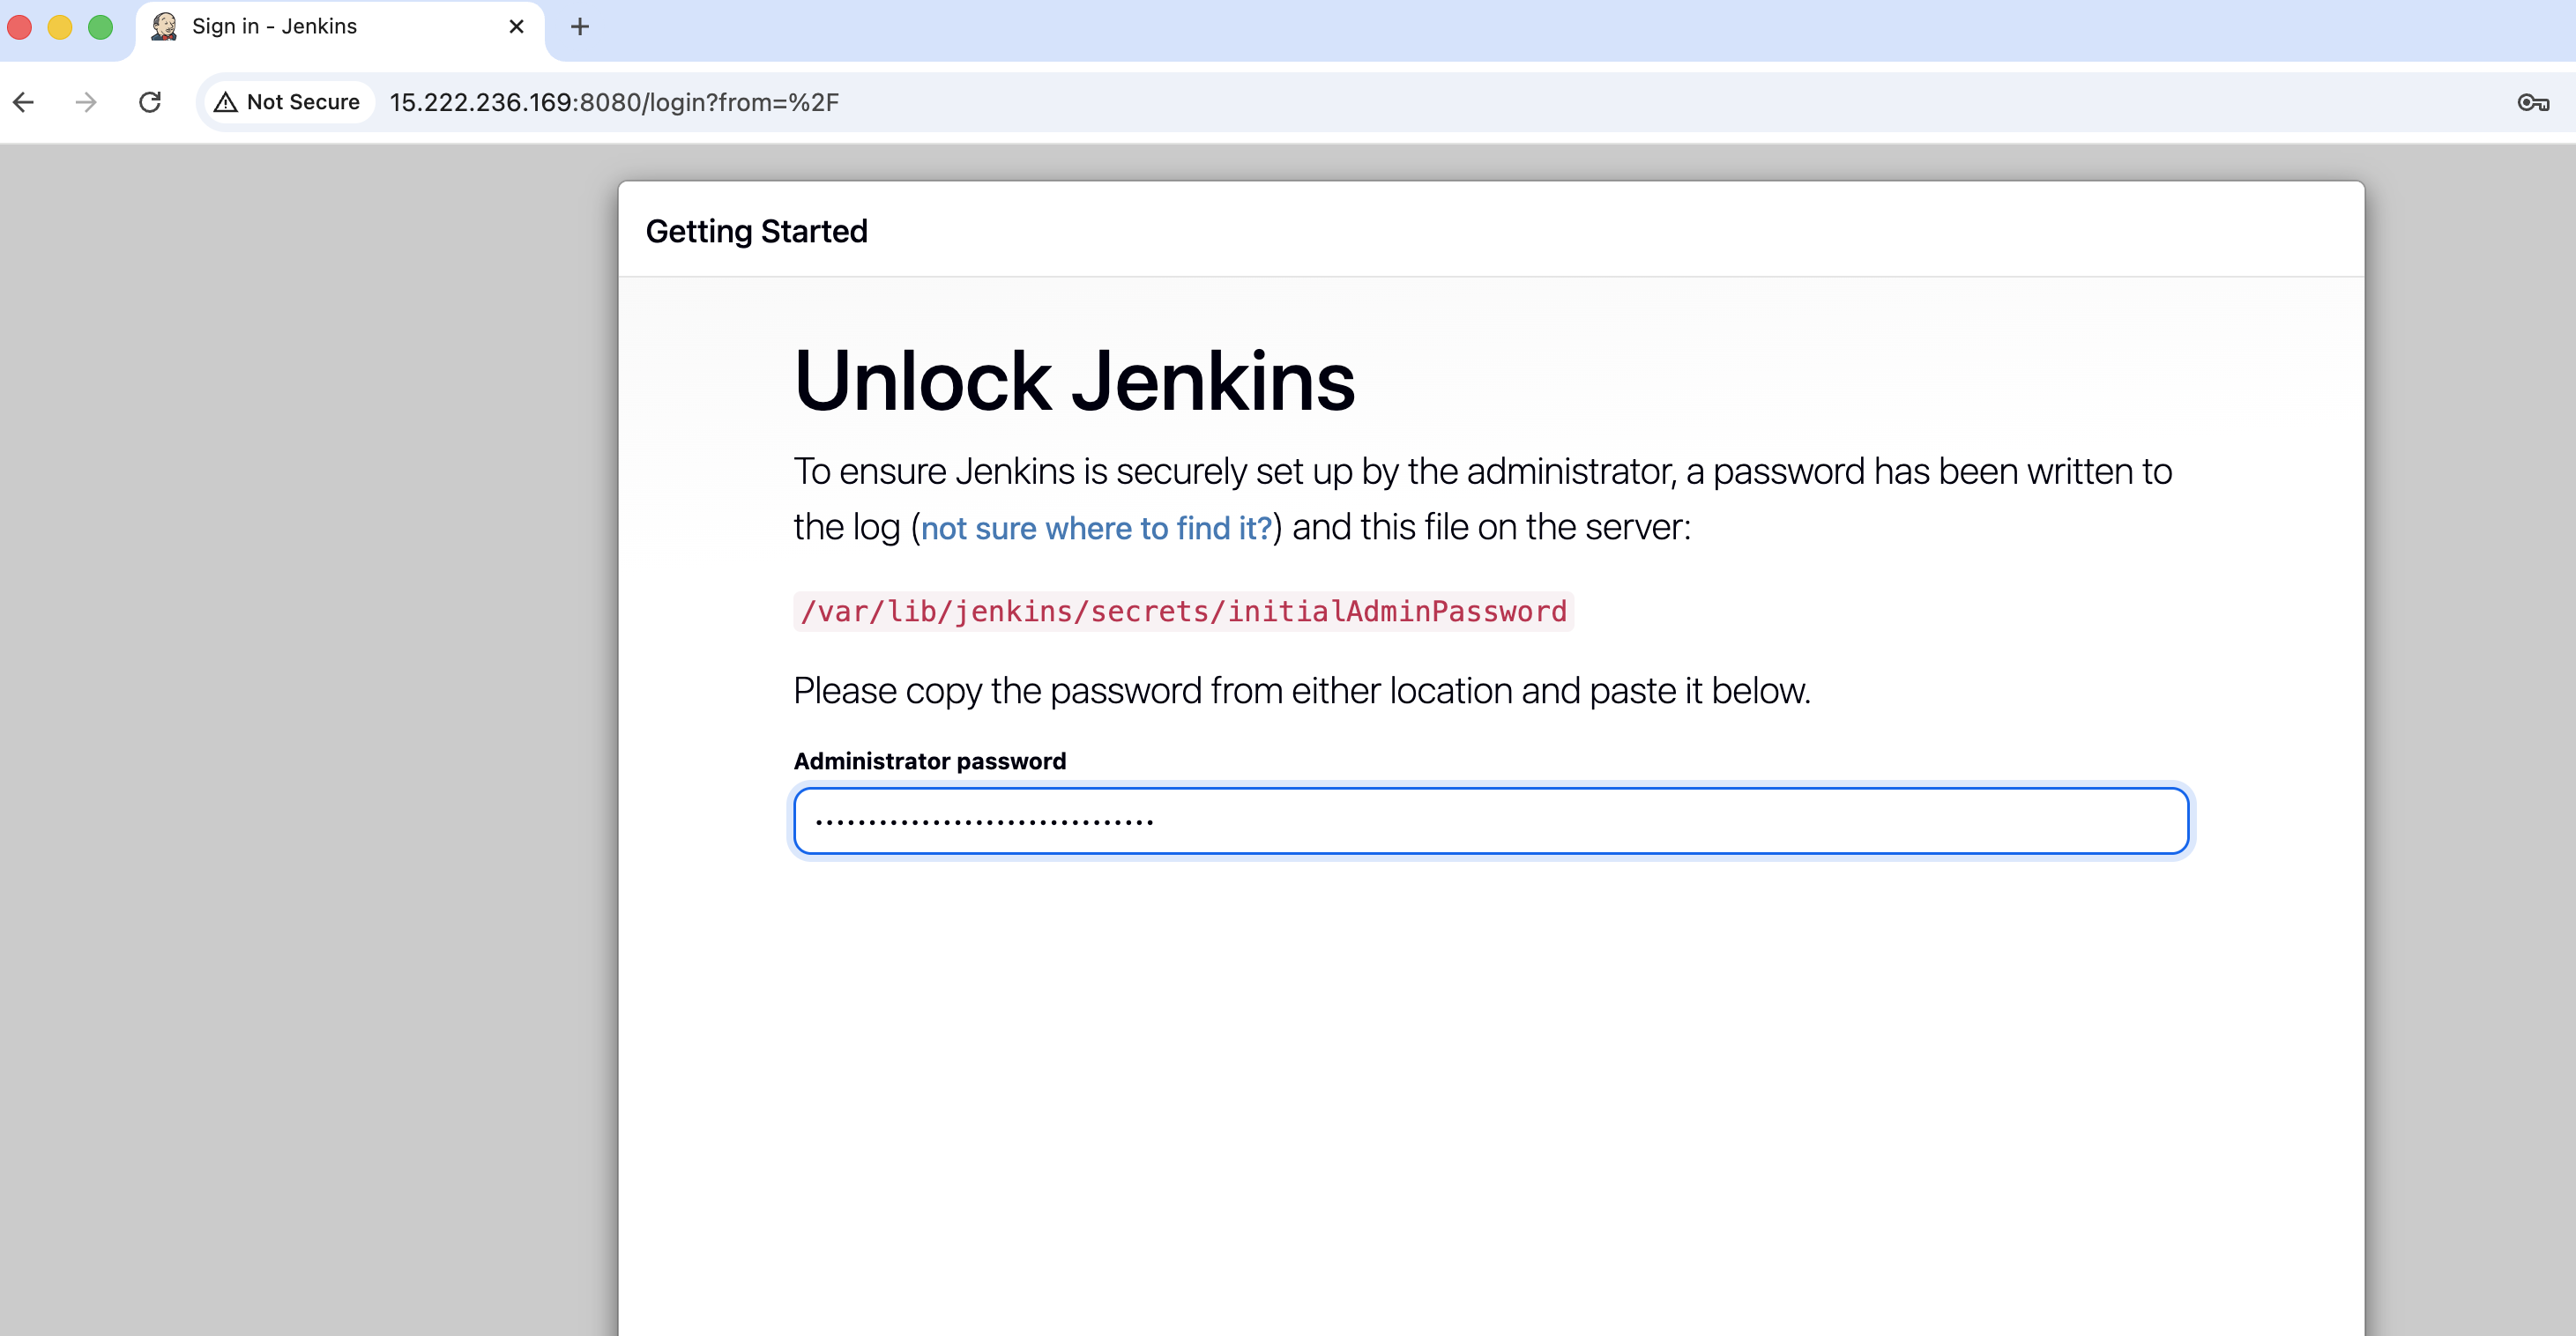 Sign in - Jenkins
Not Secure 15.222.236.169:8080/login?from=%2F
Getting Started
Unlock Jenkins
To ensure Jenkins is securely set up by the administrator, a password has been written to
the log (not sure where to find it?) and this file on the server:
/var/lib/jenkins/secrets/initialAdminPassword
Please copy the password from either location and paste it below.
Administrator password